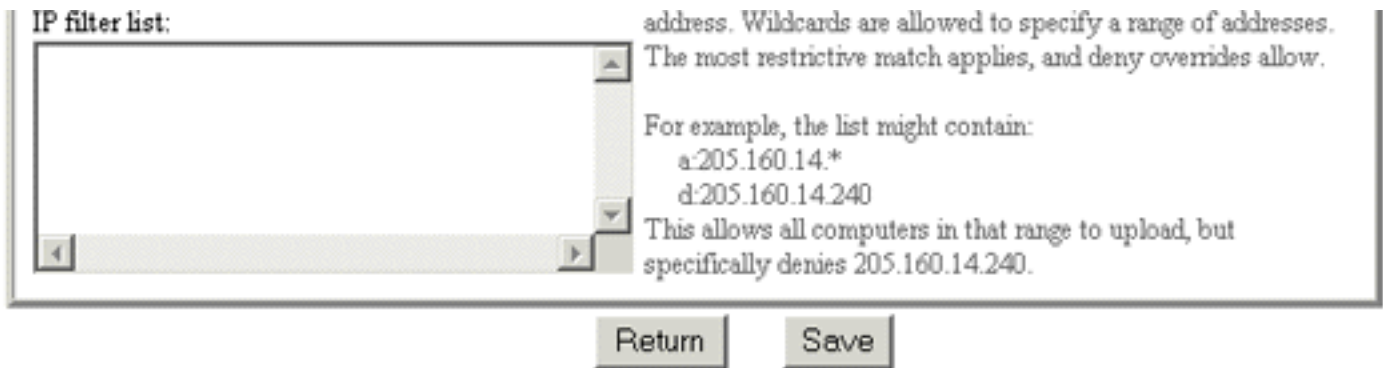 IP filter list:
address. Wildcards are allowed to specify a range of addresses.
The most restrictive match applies, and deny overrides allow.
For example, the list might contain:
a:205.160.14.*
d:205.160.14.240
This allows all computers in that range to upload, but
specifically denies 205.160.14.240.
Return
Save